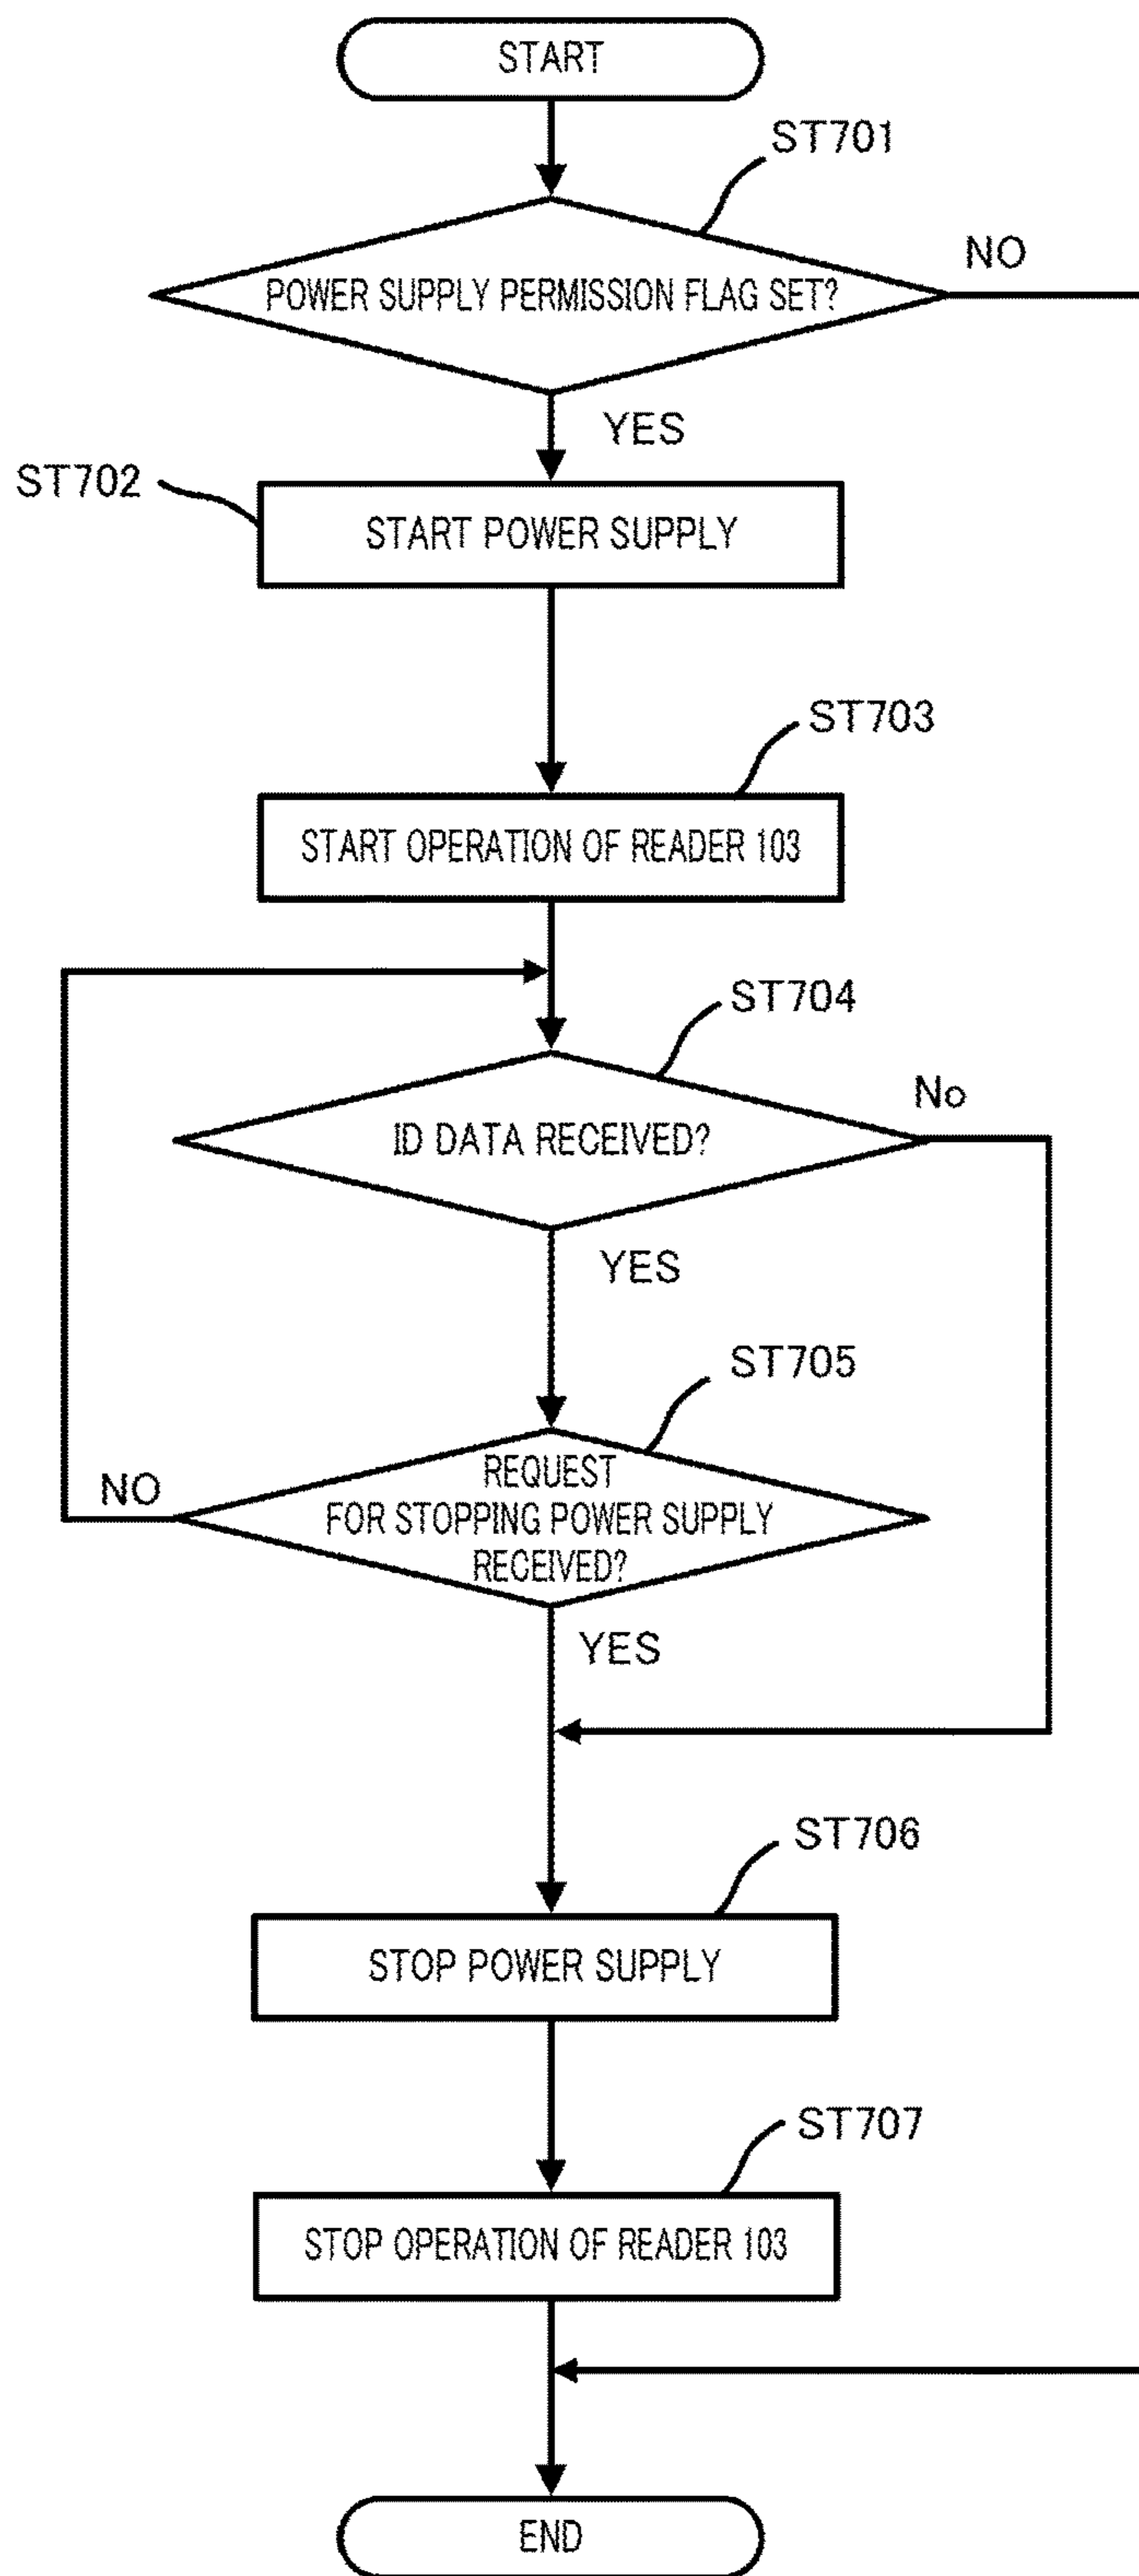 START
ST701
NO
POWER SUPPLY PERMISSION FLAG SET?
YES
ST702
START POWER SUPPLY
ST703
START OPERATION OF READER 103
ST704
No
ID DATA RECEIVED?
YES
ST705
NO
REQUEST
FOR STOPPING POWER SUPPLY
RECEIVED?
YES
ST706
STOP POWER SUPPLY
ST707
STOP OPERATION OF READER 103
END